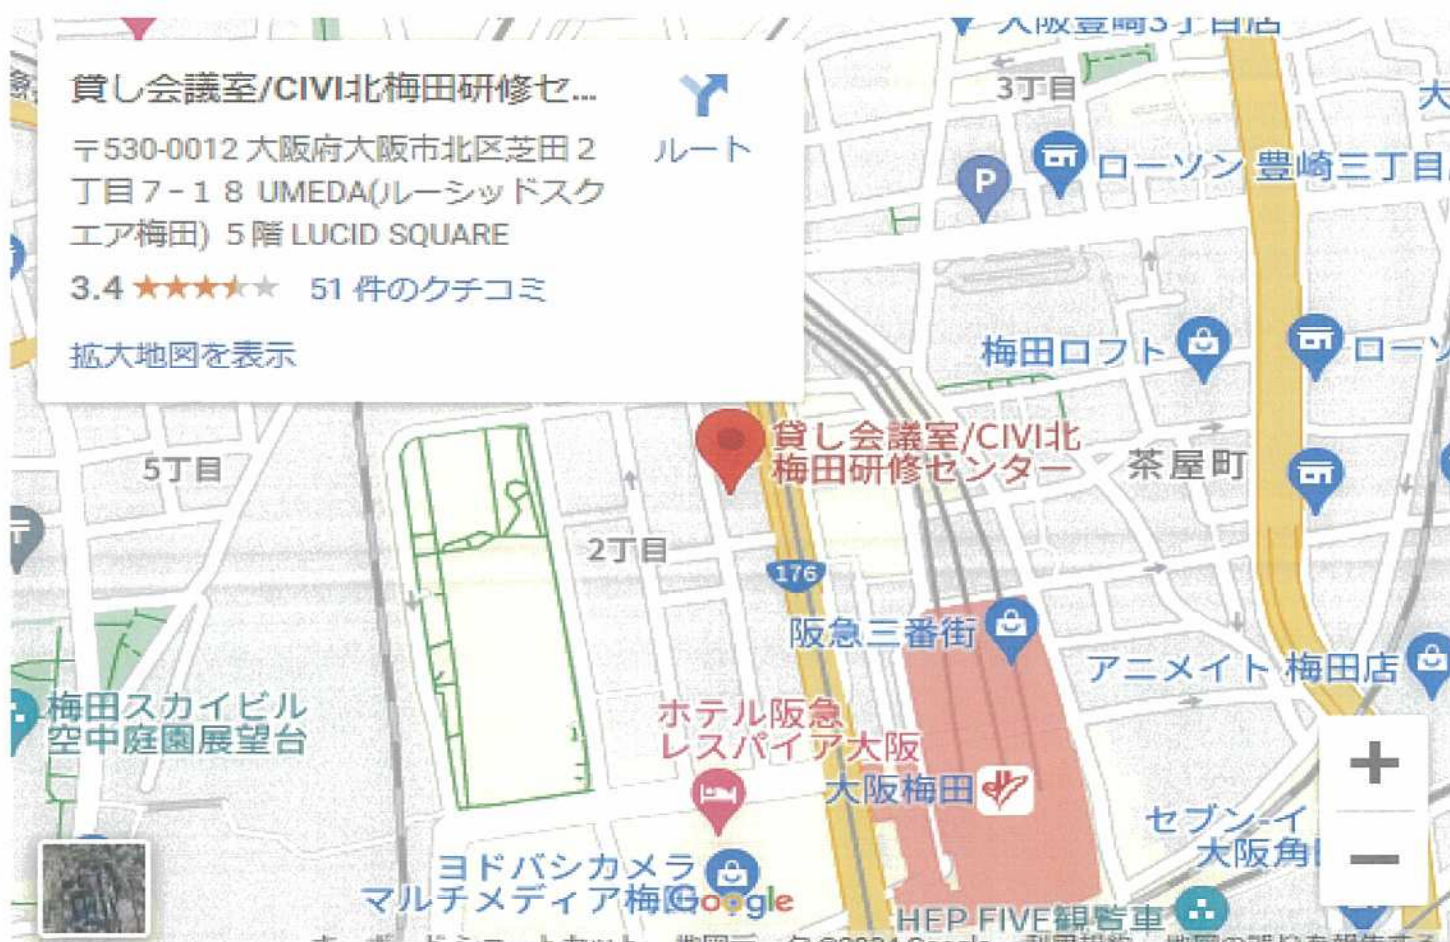 大阪豊崎3丁目店
貸し会議室/CIVI北梅田研修セ...
〒530-0012 大阪府大阪市北区芝田２
丁目７-１８ UMEDA(ルーシッドスク
エア梅田) ５階 LUCID SQUARE
3.4
51 件のクチコミ
拡大地図を表示
ルート
3丁目
P
ローソン 豊崎三丁目
梅田ロフト
ローソ
貸し会議室/CIVI北
梅田研修センター
茶屋町
5丁目
2丁目
176
阪急三番街
アニメイト 梅田店
梅田スカイビル
空中庭園展望台
ホテル阪急
レスパイア大阪
大阪梅田
セブン-イ
大阪角
ヨドバシカメラ
マルチメディア梅田
Google
HEP FIVE観覧車
+
−